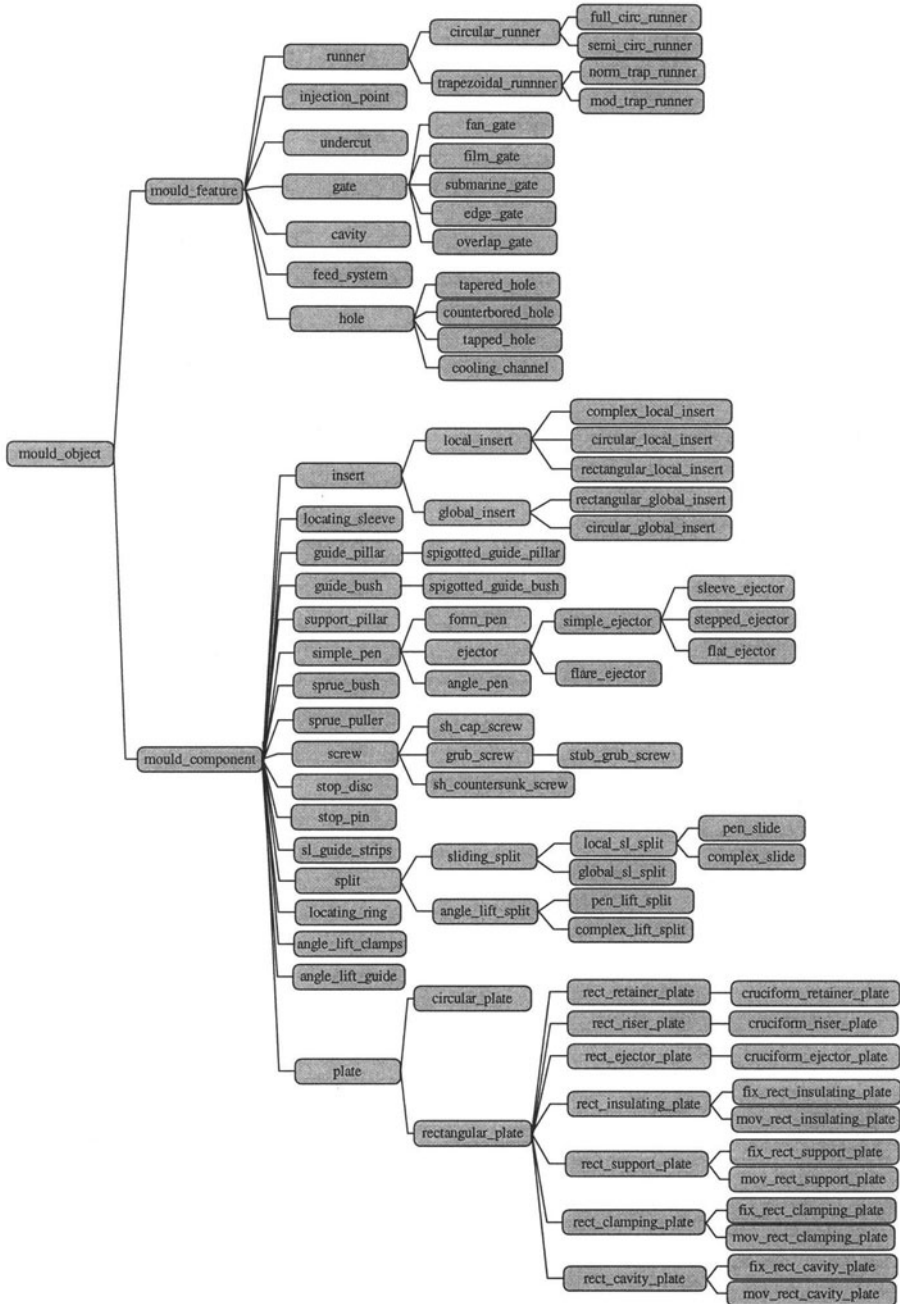 mould_object
mould_feature
runner
circular_runner
full_circ_runner
semi_circ_runner
trapezoidal_runnner
norm_trap_runner
mod_trap_runner
injection_point
undercut
gate
fan_gate
film_gate
submarine_gate
edge_gate
overlap_gate
cavity
feed_system
hole
tapered_hole
counterbored_hole
tapped_hole
cooling_channel
mould_component
insert
local_insert
complex_local_insert
circular_local_insert
rectangular_local_insert
global_insert
rectangular_global_insert
circular_global_insert
locating_sleeve
guide_pillar
spigotted_guide_pillar
guide_bush
spigotted_guide_bush
support_pillar
simple_pen
form_pen
ejector
simple_ejector
sleeve_ejector
stepped_ejector
flat_ejector
flare_ejector
angle_pen
sprue_bush
sprue_puller
screw
sh_cap_screw
grub_screw
stub_grub_screw
sh_countersunk_screw
stop_disc
stop_pin
sl_guide_strips
split
sliding_split
local_sl_split
pen_slide
complex_slide
global_sl_split
angle_lift_split
pen_lift_split
complex_lift_split
locating_ring
angle_lift_clamps
angle_lift_guide
plate
circular_plate
rectangular_plate
rect_retainer_plate
cruciform_retainer_plate
rect_riser_plate
cruciform_riser_plate
rect_ejector_plate
cruciform_ejector_plate
rect_insulating_plate
fix_rect_insulating_plate
mov_rect_insulating_plate
rect_support_plate
fix_rect_support_plate
mov_rect_support_plate
rect_clamping_plate
fix_rect_clamping_plate
mov_rect_clamping_plate
rect_cavity_plate
fix_rect_cavity_plate
mov_rect_cavity_plate